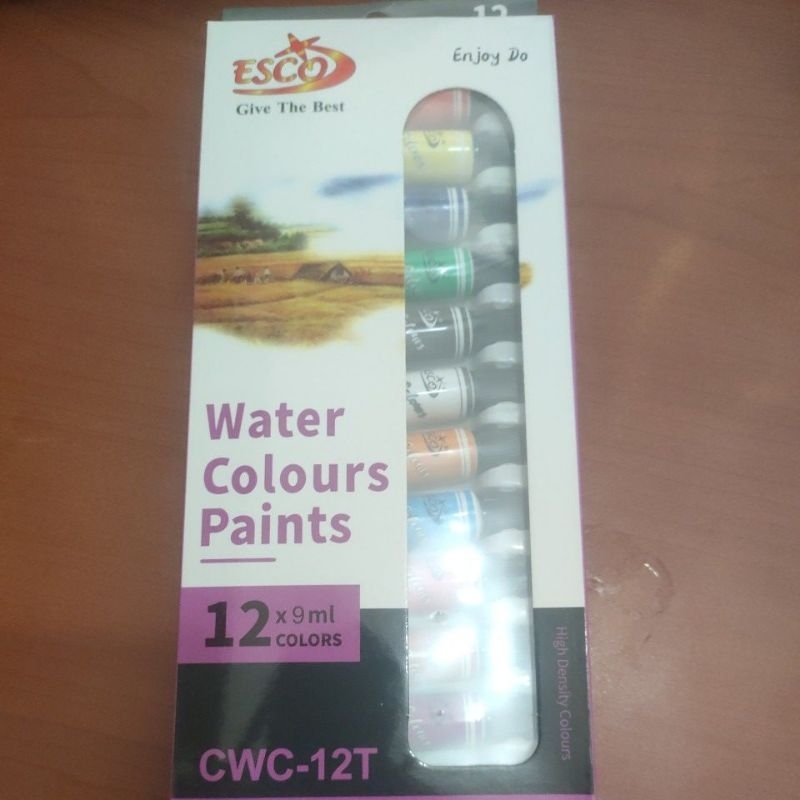 12
ESCO
Give The Best
Enjoy Do
Water
Colours
Paints
12 x 9ml
COLORS
CWC-12T
High Density Colours